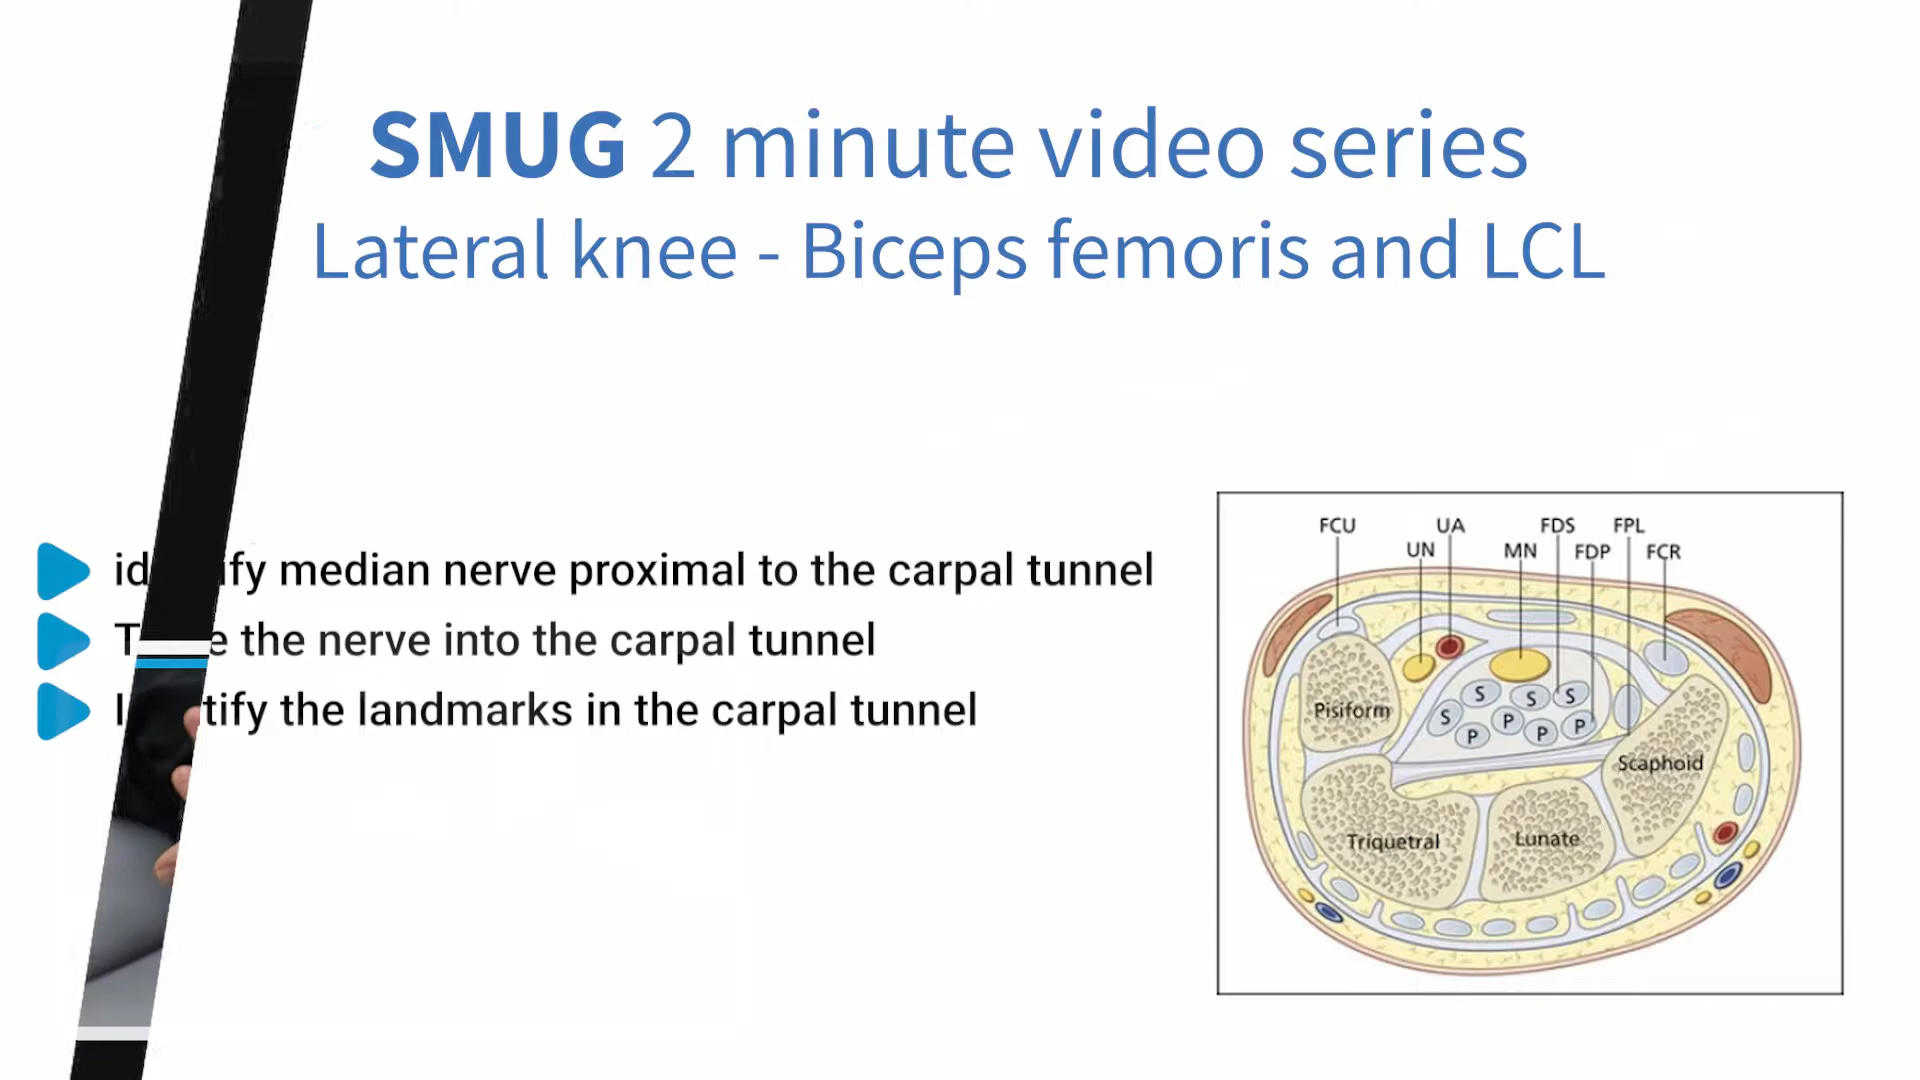 SMUG 2 minute video series
Lateral knee - Biceps femoris and LCL
median nerve proximal to the carpal tunnel
the nerve into the carpal tunnel
the landmarks in the carpal tunnel
FCU UA FDS FPL
UN MN FDP FCR
S S S
S P P
P P
Pisiform
Scaphoid
Triquetral
Lunate